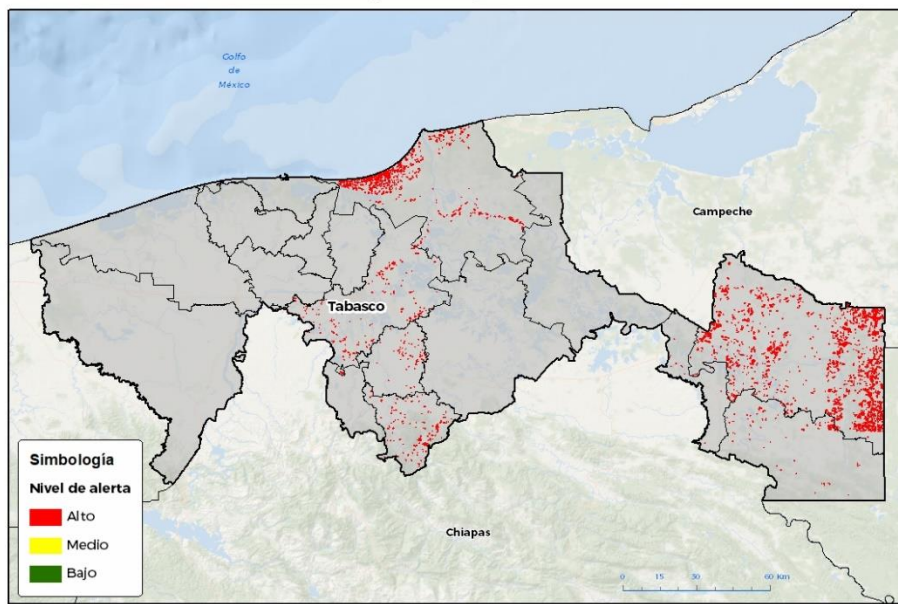 Golfo
de
México
Campeche
Tabasco
Chiapas
Simbología
Nivel de alerta
Alto
Medio
Bajo
0 15 30 60 Km